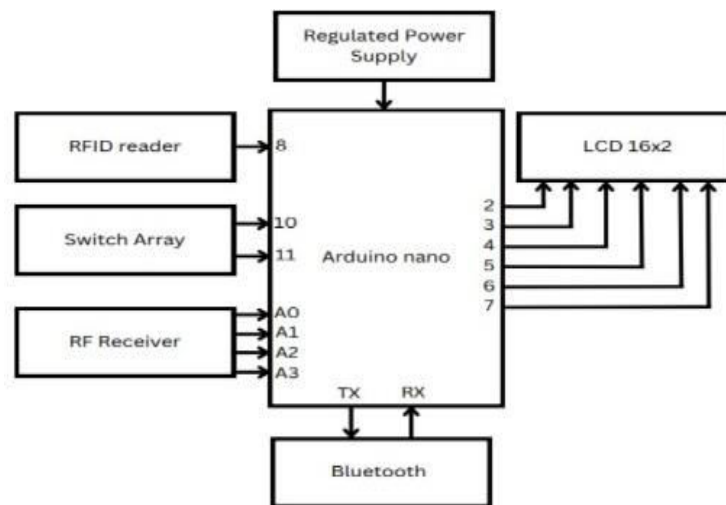 Regulated Power
Supply
RFID reader
8
LCD 16x2
Switch Array
10
11
Arduino nano
2
3
4
5
6
7
RF Receiver
A0
A1
A2
A3
TX RX
Bluetooth